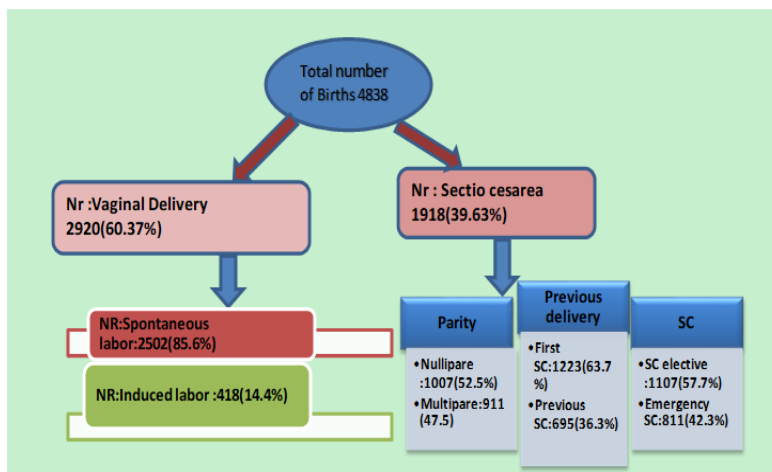 Total number
of Births 4838
Nr :Vaginal Delivery
2920(60.37%)
Nr : Sectio cesarea
1918(39.63%)
NR:Spontaneous
labor:2502(85.6%)
NR:Induced labor :418(14.4%)
Parity
•Nullipare
:1007(52.5%)
•Multipare:911
(47.5)
Previous
delivery
•First
SC:1223(63.7
%)
•Previous
SC:695(36.3%)
SC
•SC elective
:1107(57.7%)
•Emergency
SC:811(42.3%)